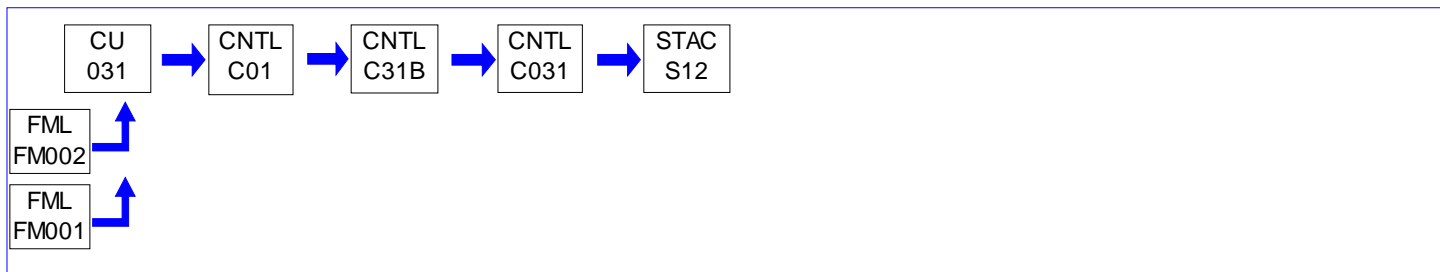 CU
031
CNTL
C01
CNTL
C31B
CNTL
C031
STAC
S12
FML
FM002
FML
FM001